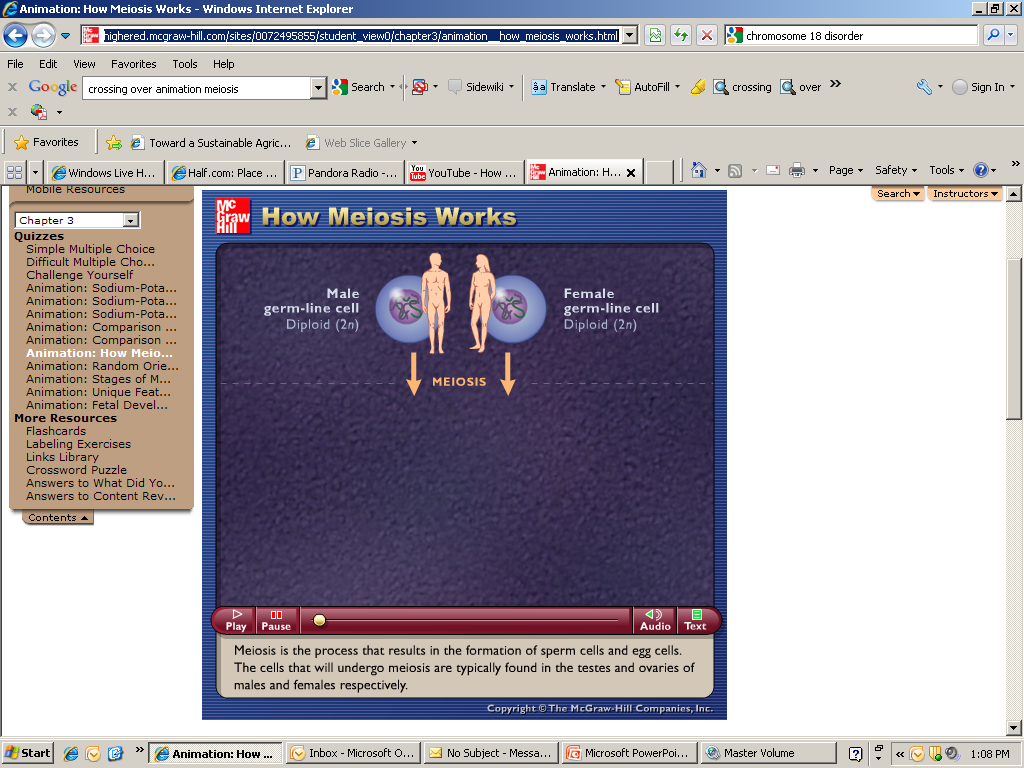 Animation: How Meiosis Works - Windows Internet Explorer
highered.mcgraw-hill.com/sites/0072495855/student_view0/chapter3/animation__how_meiosis_works.html
chromosome 18 disorder
File Edit View Favorites Tools Help
x Google crossing over animation meiosis Search Sidewiki Translate AutoFill crossing over » Sign In
x
Favorites Toward a Sustainable Agric... Web Slice Gallery
Windows Live H... Half.com: Place ... P Pandora Radio -... You Tube YouTube - How ... Animation: H... x Page Safety Tools »
Mobile Resources
Chapter 3
Quizzes
Simple Multiple Choice
Difficult Multiple Cho...
Challenge Yourself
Animation: Sodium-Pota...
Animation: Sodium-Pota...
Animation: Sodium-Pota...
Animation: Comparison ...
Animation: Comparison ...
Animation: How Meio...
Animation: Random Orie...
Animation: Stages of M...
Animation: Unique Feat...
Animation: Fetal Devel...
More Resources
Flashcards
Labeling Exercises
Links Library
Crossword Puzzle
Answers to What Did Yo...
Answers to Content Rev...
Contents
Search Instructors
Mc
Graw
Hill
How Meiosis Works
Male
germ-line cell
Diploid (2n)
Female
germ-line cell
Diploid (2n)
MEIOSIS
Play Pause Audio Text
Meiosis is the process that results in the formation of sperm cells and egg cells.
The cells that will undergo meiosis are typically found in the testes and ovaries of
males and females respectively.
Copyright © The McGraw-Hill Companies, Inc.
Start » Animation: How ... Inbox - Microsoft O... No Subject - Messa... Microsoft PowerPoi... Master Volume « 1:08 PM